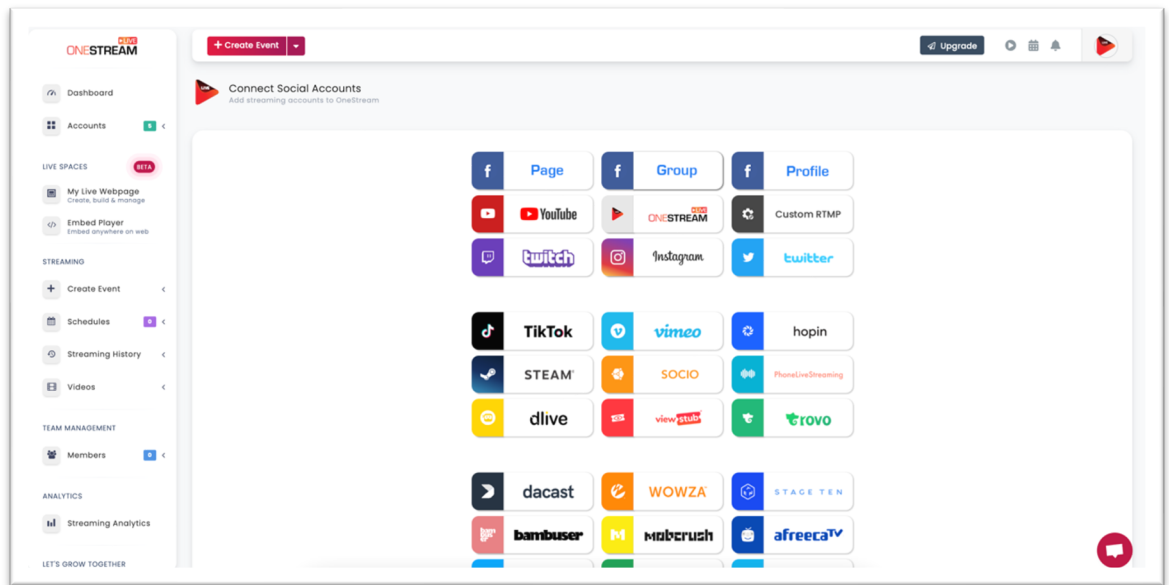 LIVE
ONESTREAM
Dashboard
Accounts 5
LIVE SPACES BETA
My Live Webpage
Create, build & manage
Embed Player
Embed anywhere on web
STREAMING
Create Event
Schedules 0
Streaming History
Videos
TEAM MANAGEMENT
Members 0
ANALYTICS
Streaming Analytics
LET'S GROW TOGETHER
+ Create Event
Upgrade
Connect Social Accounts
Add streaming accounts to OneStream
f Page f Group f Profile
YouTube ONESTREAM LIVE Custom RTMP
twitch Instagram twitter
TikTok vimeo hopin
STEAM SOCIO PhoneLiveStreaming
dlive viewstub trovo
dacast WOWZA STAGE TEN
bambuser mobcrush afreecaTV